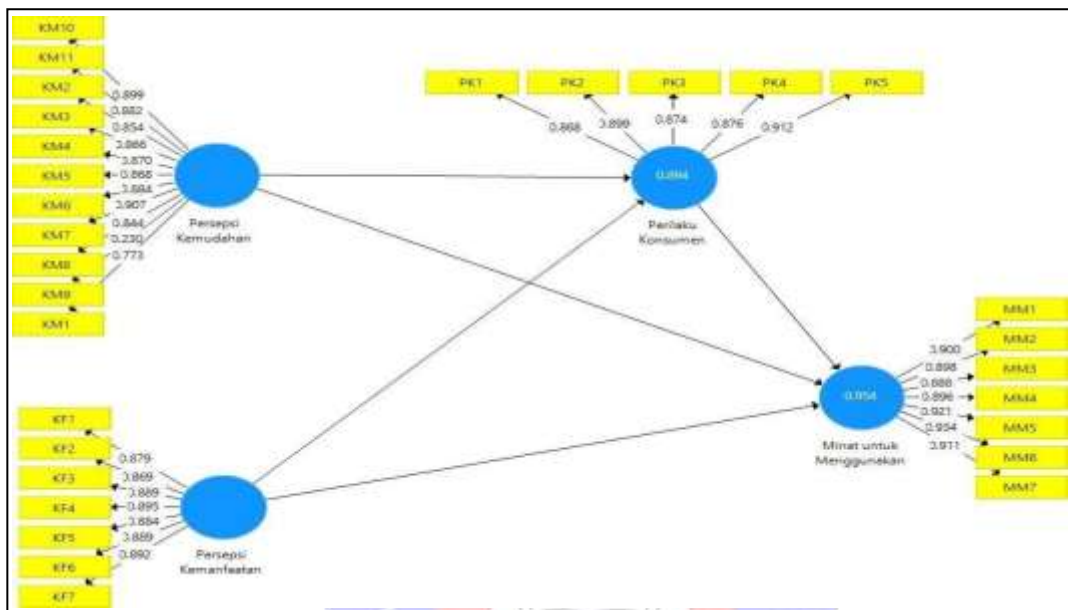 KM10
KM11
KM2
KM3
KM4
KM5
KM6
KM7
KM8
KM9
KM1
0.899
0.882
0.854
0.866
0.870
0.868
0.884
0.907
0.844
0.230
0.773
Persepsi
Kemudahan
PK1
PK2
PK3
PK4
PK5
0.868
0.899
0.874
0.876
0.912
0.894
Perilaku
Konsumen
KF1
KF2
KF3
KF4
KF5
KF6
KF7
0.879
0.869
0.889
0.895
0.884
0.889
0.892
Persepsi
Kemanfaatan
MM1
MM2
MM3
MM4
MM5
MM6
MM7
0.900
0.898
0.888
0.896
0.921
0.934
0.911
Minat untuk
Menggunakan